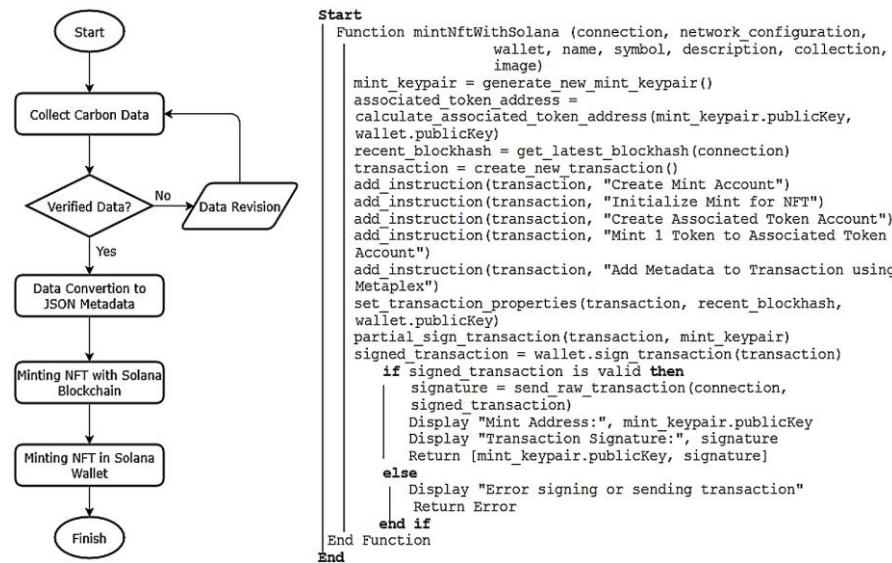 Start
Collect Carbon Data
Verified Data?
No
Data Revision
Yes
Data Convertion to
JSON Metadata
Minting NFT with Solana
Blockchain
Minting NFT in Solana
Wallet
Finish
Start
Function mintNftWithSolana (connection, network_configuration,
wallet, name, symbol, description, collection,
image)
mint_keypair = generate_new_mint_keypair()
associated_token_address =
calculate_associated_token_address(mint_keypair.publicKey,
wallet.publicKey)
recent_blockhash = get_latest_blockhash(connection)
transaction = create_new_transaction()
add_instruction(transaction, "Create Mint Account")
add_instruction(transaction, "Initialize Mint for NFT")
add_instruction(transaction, "Create Associated Token Account")
add_instruction(transaction, "Mint 1 Token to Associated Token
Account")
add_instruction(transaction, "Add Metadata to Transaction using
Metaplex")
set_transaction_properties(transaction, recent_blockhash,
wallet.publicKey)
partial_sign_transaction(transaction, mint_keypair)
signed_transaction = wallet.sign_transaction(transaction)
if signed_transaction is valid then
signature = send_raw_transaction(connection,
signed_transaction)
Display "Mint Address:", mint_keypair.publicKey
Display "Transaction Signature:", signature
Return [mint_keypair.publicKey, signature]
else
Display "Error signing or sending transaction"
Return Error
end if
End Function
End